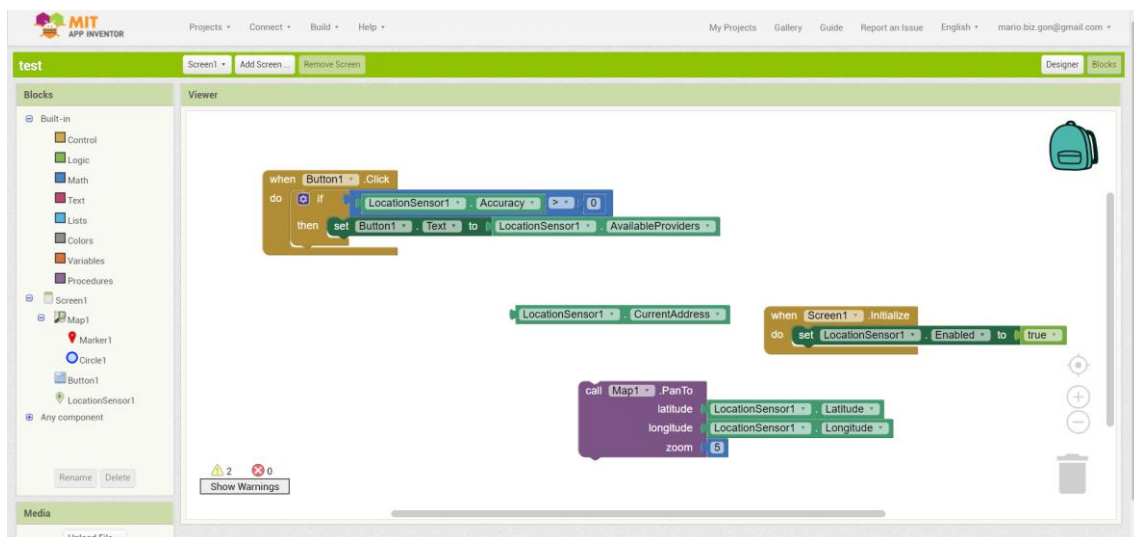 MIT
APP INVENTOR
Projects Connect Build Help My Projects Gallery Guide Report an Issue English mario.biz.gon@gmail.com
test Screen1 Add Screen ... Remove Screen Designer Blocks
Blocks
Built-in
Control
Logic
Math
Text
Lists
Colors
Variables
Procedures
Screen1
Map1
Marker1
Circle1
Button1
LocationSensor1
Any component
Rename Delete
Media
Viewer
when Button1 .Click
do if LocationSensor1 . Accuracy > 0
then set Button1 . Text to LocationSensor1 . AvailableProviders
LocationSensor1 . CurrentAddress
when Screen1 .Initialize
do set LocationSensor1 . Enabled to true
call Map1 .PanTo
latitude LocationSensor1 . Latitude
longitude LocationSensor1 . Longitude
zoom 5
2 0
Show Warnings